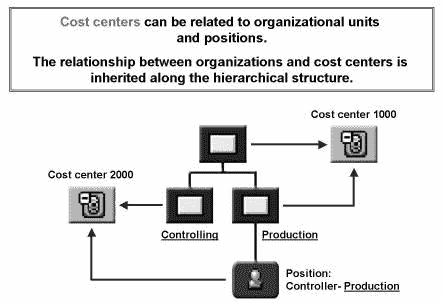 Cost centers can be related to organizational units
and positions.
The relationship between organizations and cost centers is
inherited along the hierarchical structure.
Cost center 1000
Cost center 2000
Controlling
Production
Position:
Controller- Production